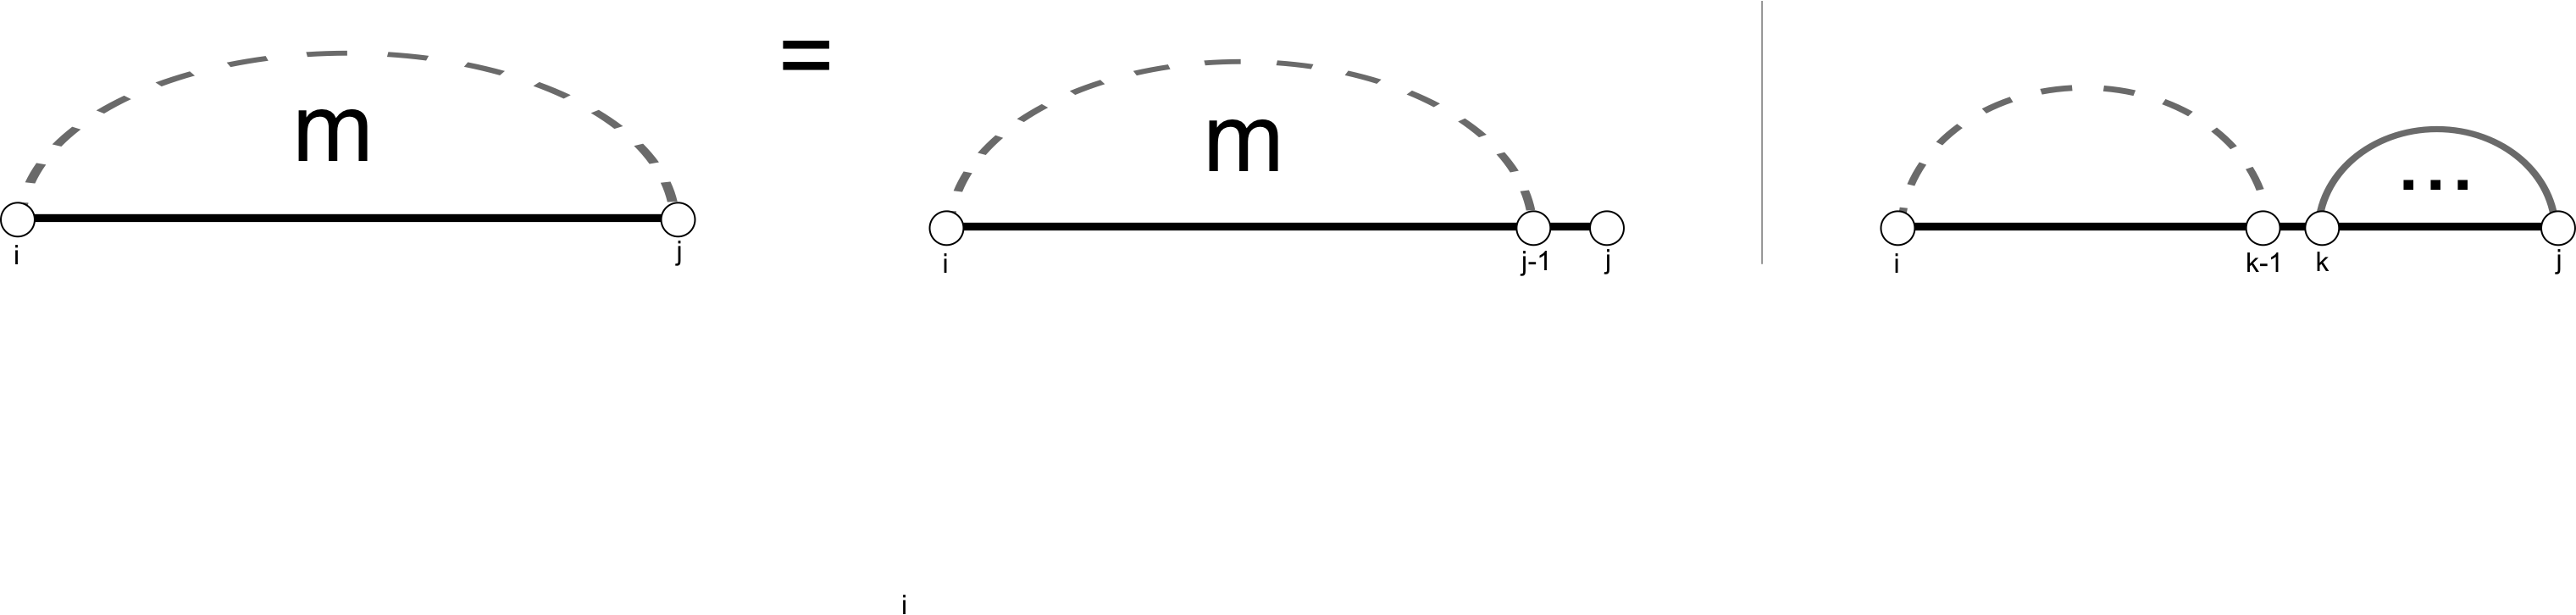 =
m
m
...
i j
i j-1 j
i k-1 k j
i